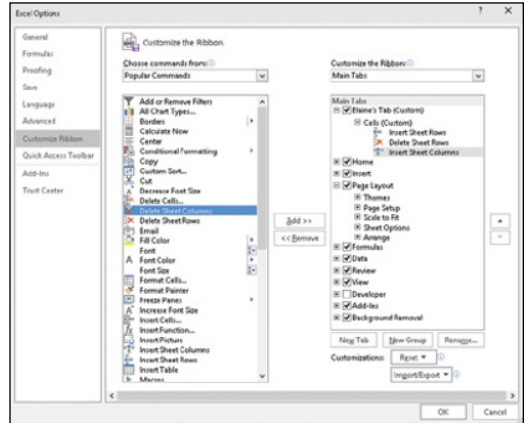 Excel Options
?
X
General
Formulas
Proofing
Save
Language
Advanced
Customize Ribbon
Quick Access Toolbar
Add-Ins
Trust Center
Customize the Ribbon.
Choose commands from:
Popular Commands
Add or Remove Filters
All Chart Types...
Borders
Calculate Now
Center
Conditional Formatting
Copy
Custom Sort...
Cut
Decrease Font Size
Delete Cells...
Delete Sheet Columns
Delete Sheet Rows
Email
Fill Color
Font
Font Color
Font Size
Format Cells...
Format Painter
Freeze Panes
Increase Font Size
Insert Cells...
Insert Function...
Insert Picture
Insert Sheet Columns
Insert Sheet Rows
Insert Table
Macros
Add >>
<< Remove
Customize the Ribbon:
Main Tabs
Main Tabs
Elaine's Tab (Custom)
Cells (Custom)
Insert Sheet Rows
Delete Sheet Rows
Insert Sheet Columns
Home
Insert
Page Layout
Themes
Page Setup
Scale to Fit
Sheet Options
Arrange
Formulas
Data
Review
View
Developer
Add-Ins
Background Removal
New Tab New Group Rename...
Customizations: Reset
Import/Export
OK Cancel